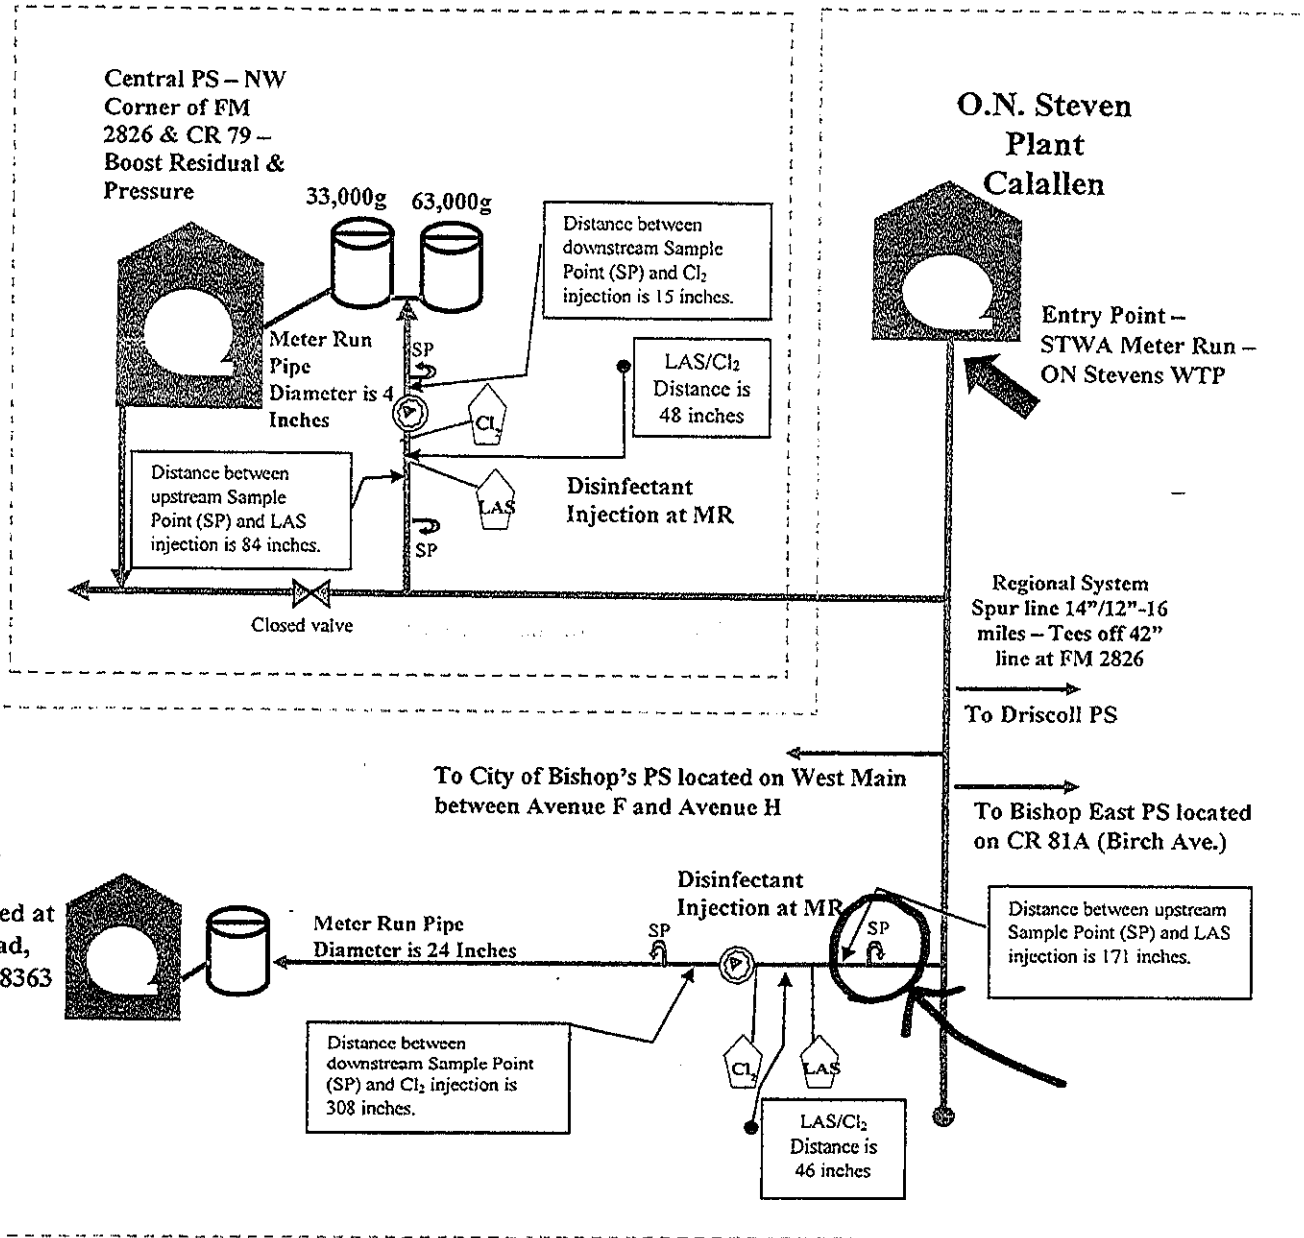 Central PS – NW
Corner of FM
2826 & CR 79 –
Boost Residual &
Pressure
33,000g
63,000g
Distance between
downstream Sample
Point (SP) and Cl₂
injection is 15 inches.
O.N. Steven
Plant
Calallen
Meter Run
Pipe
Diameter is 4
Inches
SP
LAS/Cl₂
Distance is
48 inches
Cl₂
Entry Point –
STWA Meter Run –
ON Stevens WTP
Distance between
upstream Sample
Point (SP) and LAS
injection is 84 inches.
LAS
SP
Disinfectant
Injection at MR
Closed valve
Regional System
Spur line 14"/12"-16
miles – Tees off 42"
line at FM 2826
To Driscoll PS
To City of Bishop's PS located on West Main
between Avenue F and Avenue H
To Bishop East PS located
on CR 81A (Birch Ave.)
ed at
ad,
8363
Meter Run Pipe
Diameter is 24 Inches
SP
Disinfectant
Injection at MR
SP
Distance between upstream
Sample Point (SP) and LAS
injection is 171 inches.
Distance between
downstream Sample Point
(SP) and Cl₂ injection is
308 inches.
Cl₂
LAS
LAS/Cl₂
Distance is
46 inches